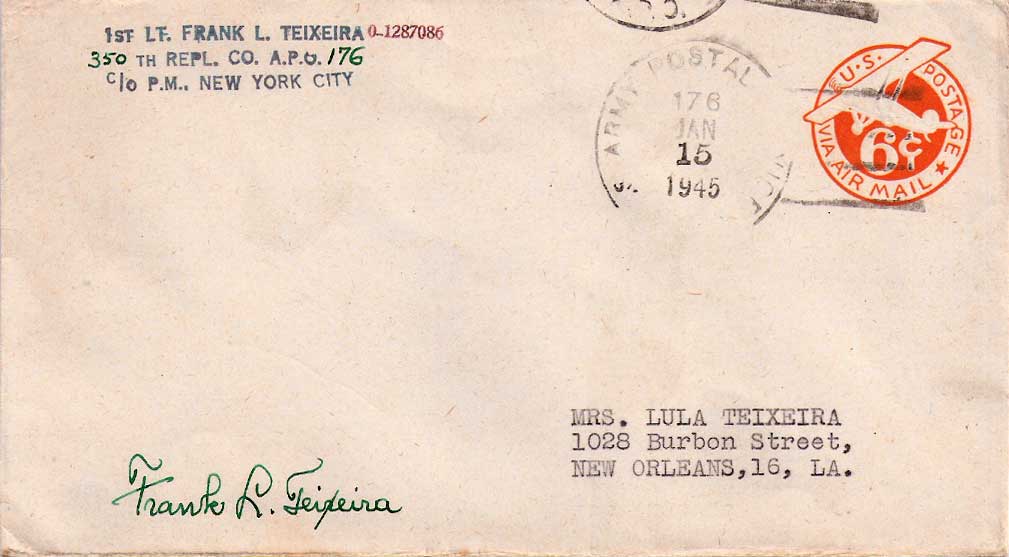 1ST LT. FRANK L. TEIXEIRA 0-1287086
350 TH REPL. CO. A.P.O. 176
C/O P.M., NEW YORK CITY
ARMY POSTAL
176
JAN
15
1945
U.S. POSTAGE
6¢
VIA AIR MAIL
MRS. LULA TEIXEIRA
1028 Burbon Street,
NEW ORLEANS,16, LA.
Frank L. Teixeira